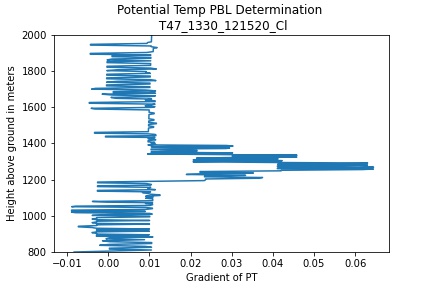 Potential Temp PBL Determination
T47_1330_121520_Cl
2000
1800
1600
1400
1200
1000
800
Height above ground in meters
−0.01 0.00 0.01 0.02 0.03 0.04 0.05 0.06
Gradient of PT